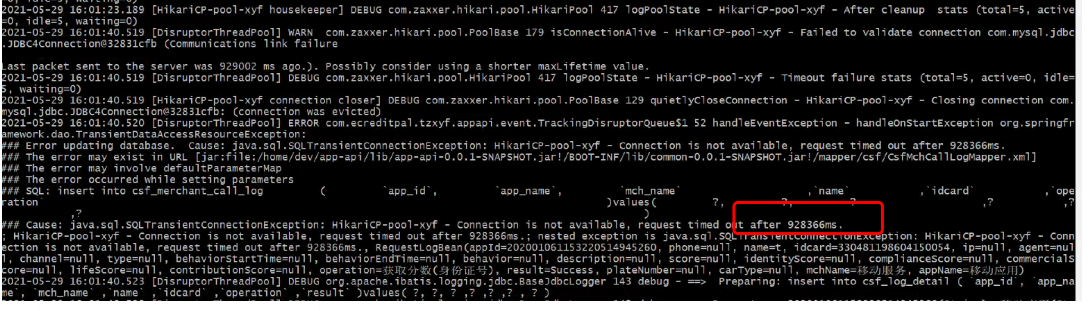 =0, idle=5, waiting=0)
2021-05-29 16:01:23.189 [HikariCP-pool-xyf housekeeper] DEBUG com.zaxxer.hikari.pool.HikariPool 417 logPoolState - HikariCP-pool-xyf - After cleanup  stats (total=5, active
=0, idle=5, waiting=0)
2021-05-29 16:01:40.519 [DisruptorThreadPool] WARN  com.zaxxer.hikari.pool.PoolBase 179 isConnectionAlive - HikariCP-pool-xyf - Failed to validate connection com.mysql.jdbc
.JDBC4Connection@32831cfb (Communications link failure
Last packet sent to the server was 929002 ms ago.). Possibly consider using a shorter maxLifetime value.
2021-05-29 16:01:40.519 [DisruptorThreadPool] DEBUG com.zaxxer.hikari.pool.HikariPool 417 logPoolState - HikariCP-pool-xyf - Timeout failure stats (total=5, active=0, idle=
5, waiting=0)
2021-05-29 16:01:40.519 [HikariCP-pool-xyf connection closer] DEBUG com.zaxxer.hikari.pool.PoolBase 129 quietlyCloseConnection - HikariCP-pool-xyf - Closing connection com.
mysql.jdbc.JDBC4Connection@32831cfb: (connection was evicted)
2021-05-29 16:01:40.520 [DisruptorThreadPool] ERROR com.ecreditpal.tzxyf.appapi.event.TrackingDisruptorQueue$1 52 handleEventException - handleOnStartException org.springfr
amework.dao.TransientDataAccessResourceException:
### Error updating database.  Cause: java.sql.SQLTransientConnectionException: HikariCP-pool-xyf - Connection is not available, request timed out after 928366ms.
### The error may exist in URL [jar:file:/home/dev/app-api/lib/app-api-0.0.1-SNAPSHOT.jar!/BOOT-INF/lib/common-0.0.1-SNAPSHOT.jar!/mapper/csf/CsfMchCallLogMapper.xml]
### The error may involve defaultParameterMap
### The error occurred while setting parameters
### SQL: insert into csf_merchant_call_log ( `app_id`, `app_name`, `mch_name` ,`name` ,`idcard` ,`ope
ration` )values( ?, ?, ? ,? ,?
,? )
### Cause: java.sql.SQLTransientConnectionException: HikariCP-pool-xyf - Connection is not available, request timed out after 928366ms.
; HikariCP-pool-xyf - Connection is not available, request timed out after 928366ms.; nested exception is java.sql.SQLTransientConnectionException: HikariCP-pool-xyf - Conn
ection is not available, request timed out after 928366ms., RequestLogBean(appId=202001061153220514945260, phone=null, name=t, idcard=330481198604150054, ip=null, agent=nul
l, channel=null, type=null, behaviorStartTime=null, behaviorEndTime=null, behavior=null, description=null, score=null, identityScore=null, complianceScore=null, commercialS
core=null, lifeScore=null, contributionScore=null, operation=获取分数(身份证号), result=Success, plateNumber=null, carType=null, mchName=移动服务, appName=移动应用)
2021-05-29 16:01:40.523 [DisruptorThreadPool] DEBUG org.apache.ibatis.logging.jdbc.BaseJdbcLogger 143 debug - ==>  Preparing: insert into csf_log_detail ( `app_id`, `app_na
me`, `mch_name` ,`name` ,`idcard` ,`operation` ,`result` )values( ?, ?, ? ,? ,? ,? ,? )